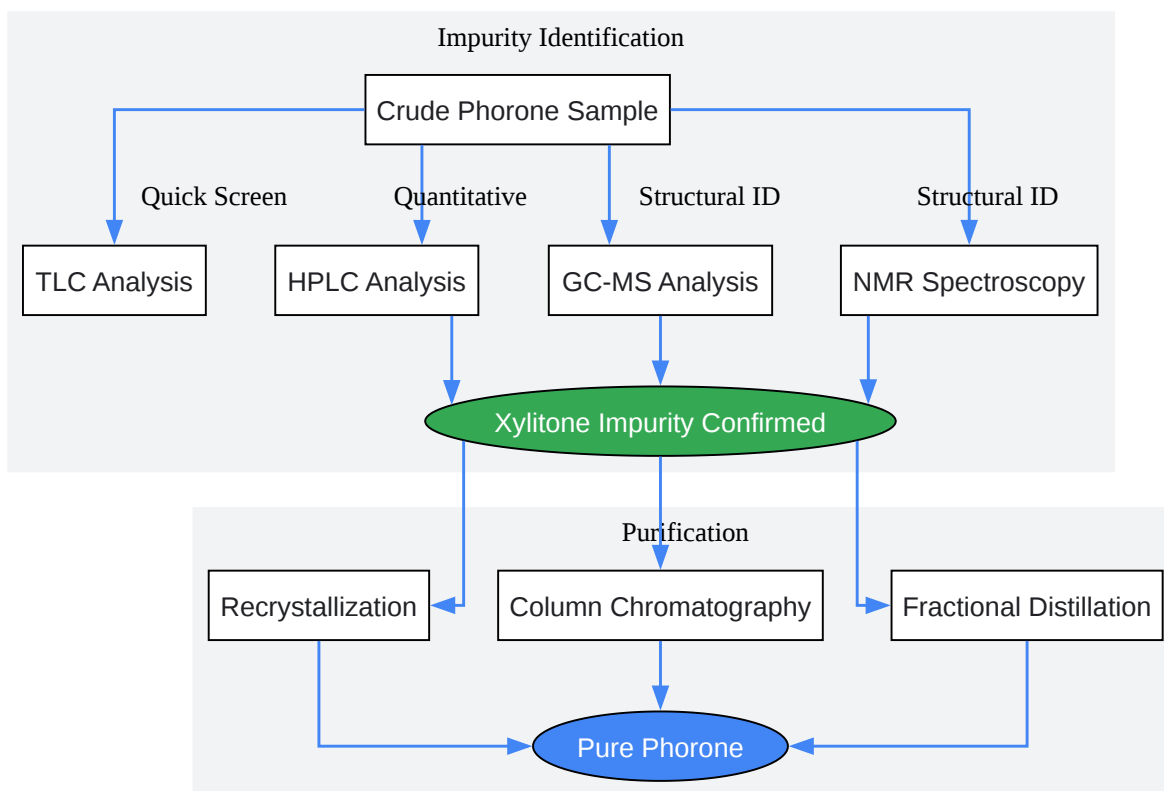 Impurity Identification
Crude Phorone Sample
Quick Screen
Quantitative
Structural ID
Structural ID
TLC Analysis
HPLC Analysis
GC-MS Analysis
NMR Spectroscopy
Xylitone Impurity Confirmed
Purification
Recrystallization
Column Chromatography
Fractional Distillation
Pure Phorone